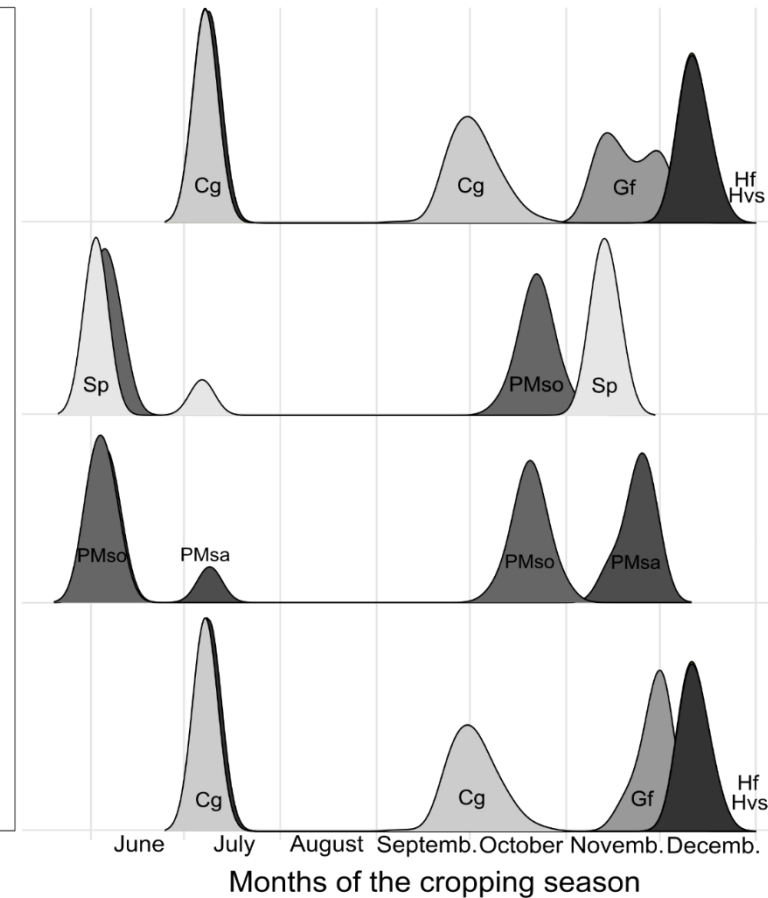 Cg Cg Gf Hf
Hvs
Sp PMso Sp
PMso PMsa PMso PMsa
Cg Cg Gf Hf
Hvs
June July August Septemb. October Novemb. Decemb.
Months of the cropping season